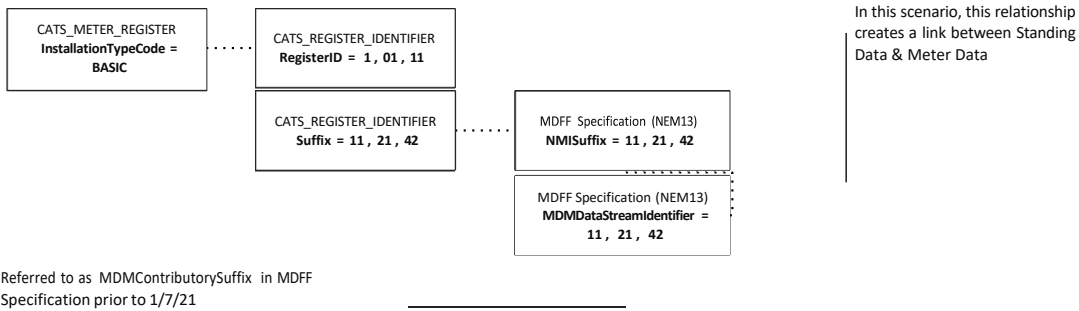 CATS_METER_REGISTER
InstallationTypeCode =
BASIC
CATS_REGISTER_IDENTIFIER
RegisterID = 1 , 01 , 11
CATS_REGISTER_IDENTIFIER
Suffix = 11 , 21 , 42
MDFF Specification (NEM13)
NMISuffix = 11 , 21 , 42
MDFF Specification (NEM13)
MDMDataStreamIdentifier =
11 , 21 , 42
In this scenario, this relationship
creates a link between Standing
Data & Meter Data
Referred to as MDMContributorySuffix in MDFF
Specification prior to 1/7/21